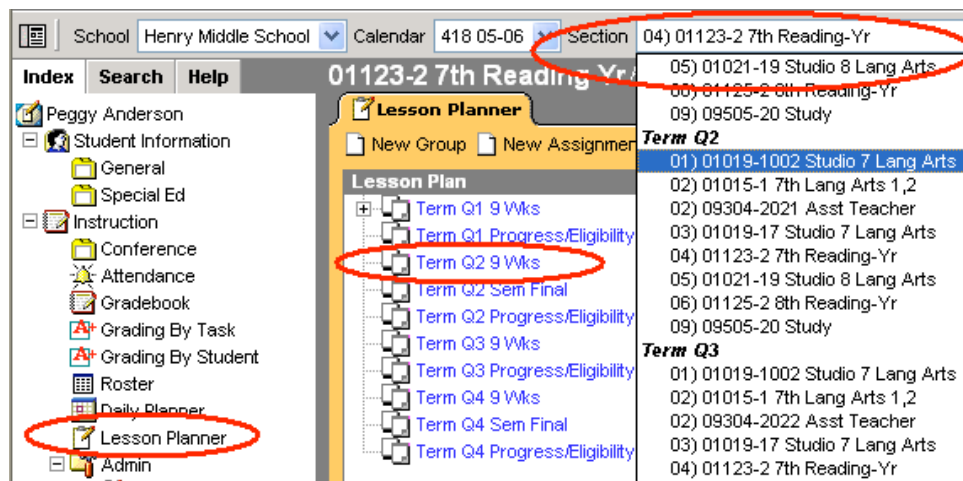 School Henry Middle School Calendar 418 05-06 Section 04) 01123-2 7th Reading-Yr
Index Search Help
Peggy Anderson
Student Information
General
Special Ed
Instruction
Conference
Attendance
Gradebook
Grading By Task
Grading By Student
Roster
Daily Planner
Lesson Planner
Admin
01123-2 7th Reading-Yr
Lesson Planner
New Group New Assignmen
Lesson Plan
Term Q1 9 Wks
Term Q1 Progress/Eligibility
Term Q2 9 Wks
Term Q2 Sem Final
Term Q2 Progress/Eligibility
Term Q3 9 Wks
Term Q3 Progress/Eligibility
Term Q4 9 Wks
Term Q4 Sem Final
Term Q4 Progress/Eligibility
05) 01021-19 Studio 8 Lang Arts
06) 01125-2 8th Reading-Yr
09) 09505-20 Study
Term Q2
01) 01019-1002 Studio 7 Lang Arts
02) 01015-1 7th Lang Arts 1,2
02) 09304-2021 Asst Teacher
03) 01019-17 Studio 7 Lang Arts
04) 01123-2 7th Reading-Yr
05) 01021-19 Studio 8 Lang Arts
06) 01125-2 8th Reading-Yr
09) 09505-20 Study
Term Q3
01) 01019-1002 Studio 7 Lang Arts
02) 01015-1 7th Lang Arts 1,2
02) 09304-2022 Asst Teacher
03) 01019-17 Studio 7 Lang Arts
04) 01123-2 7th Reading-Yr